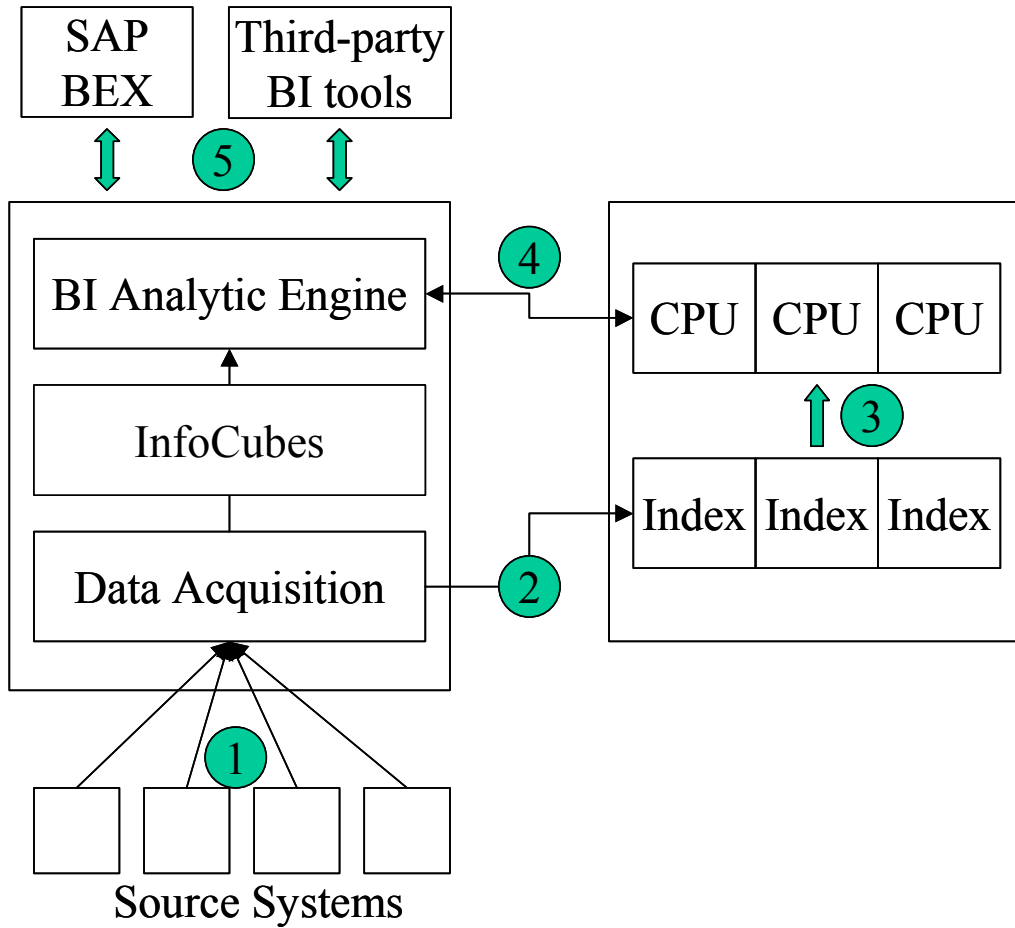 SAP
BEX
Third-party
BI tools
5
BI Analytic Engine
4
CPU CPU CPU
InfoCubes
3
Index Index Index
Data Acquisition
2
1
Source Systems